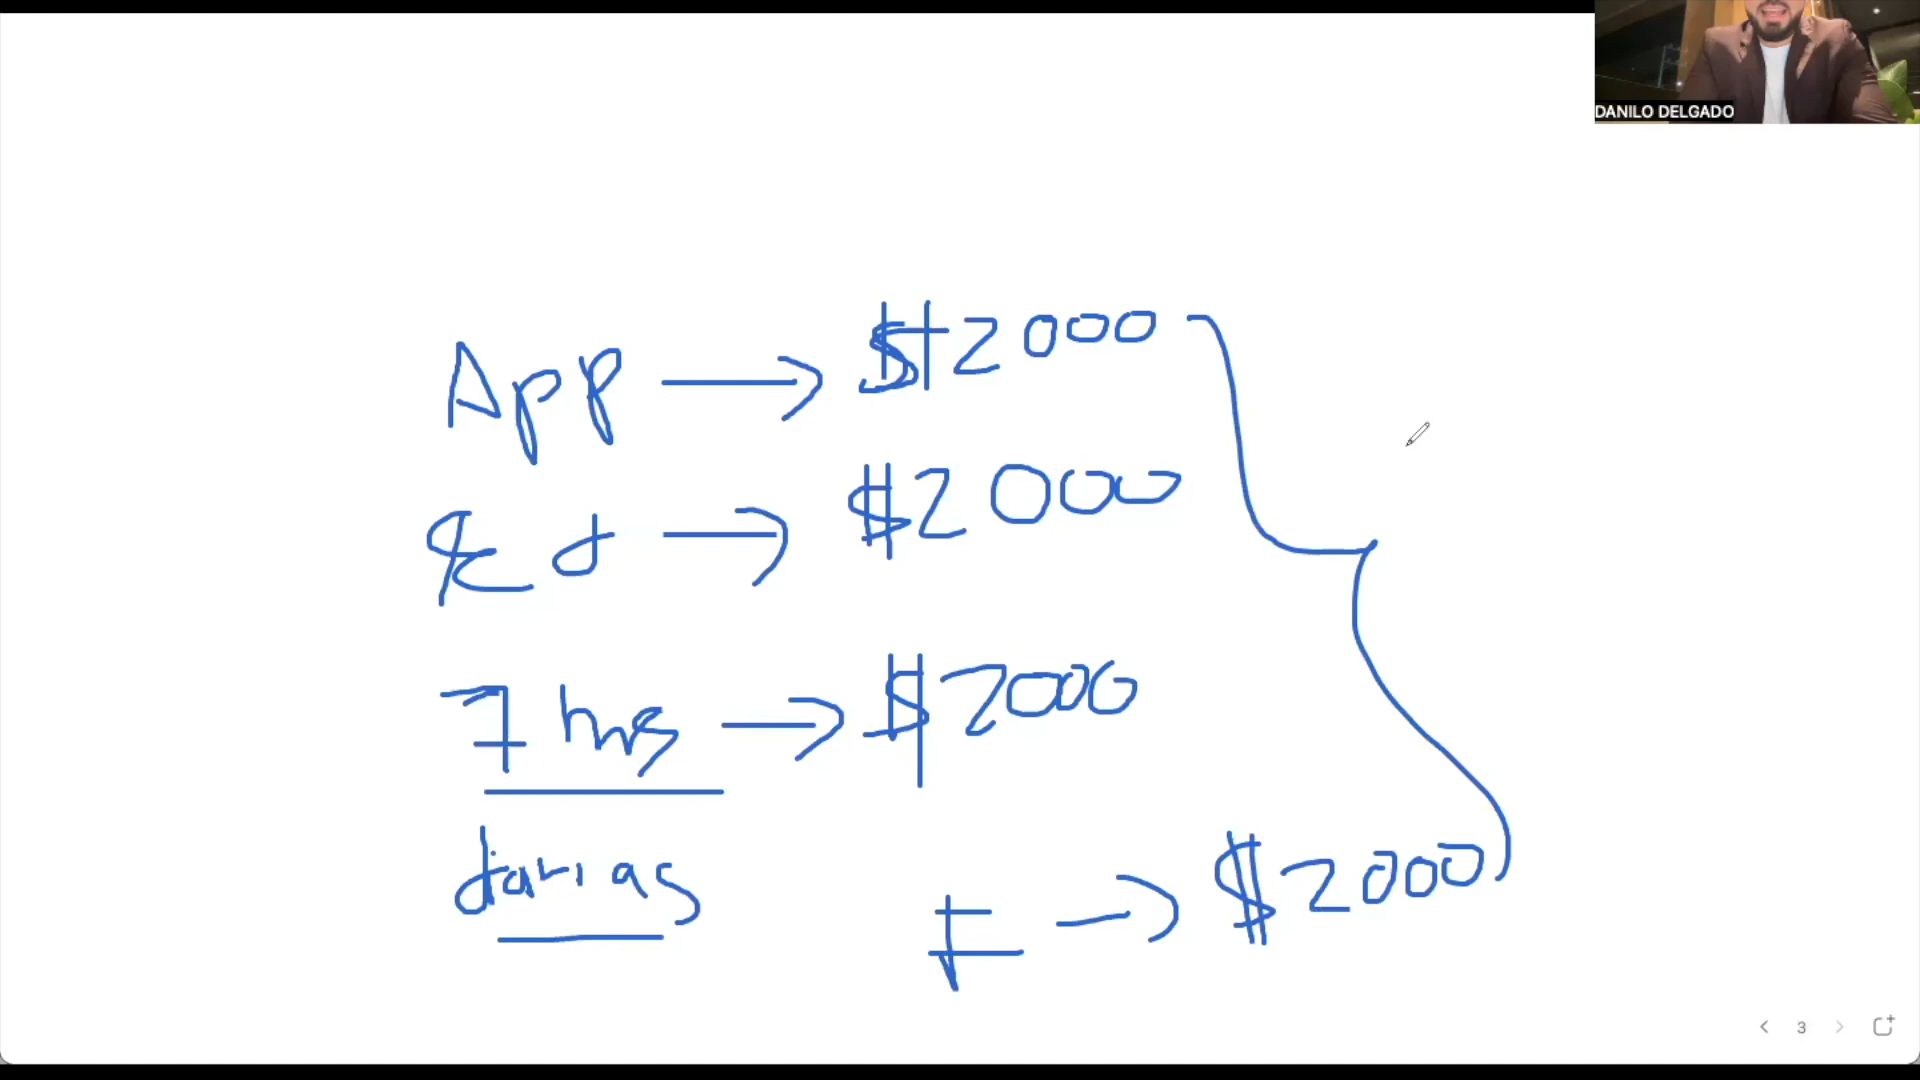 DANILO DELGADO
App → $2000
→ $2000
7 hrs → $2000
diarias
→ $2000
3